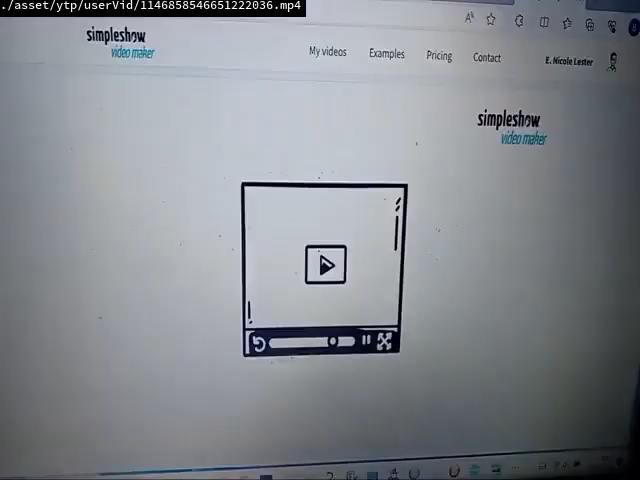 ./asset/ytp/userVid/1146858546651222036.mp4
simpleshow
video maker
My videos
Examples
Pricing
Contact
E. Nicole Lester
simpleshow
video maker